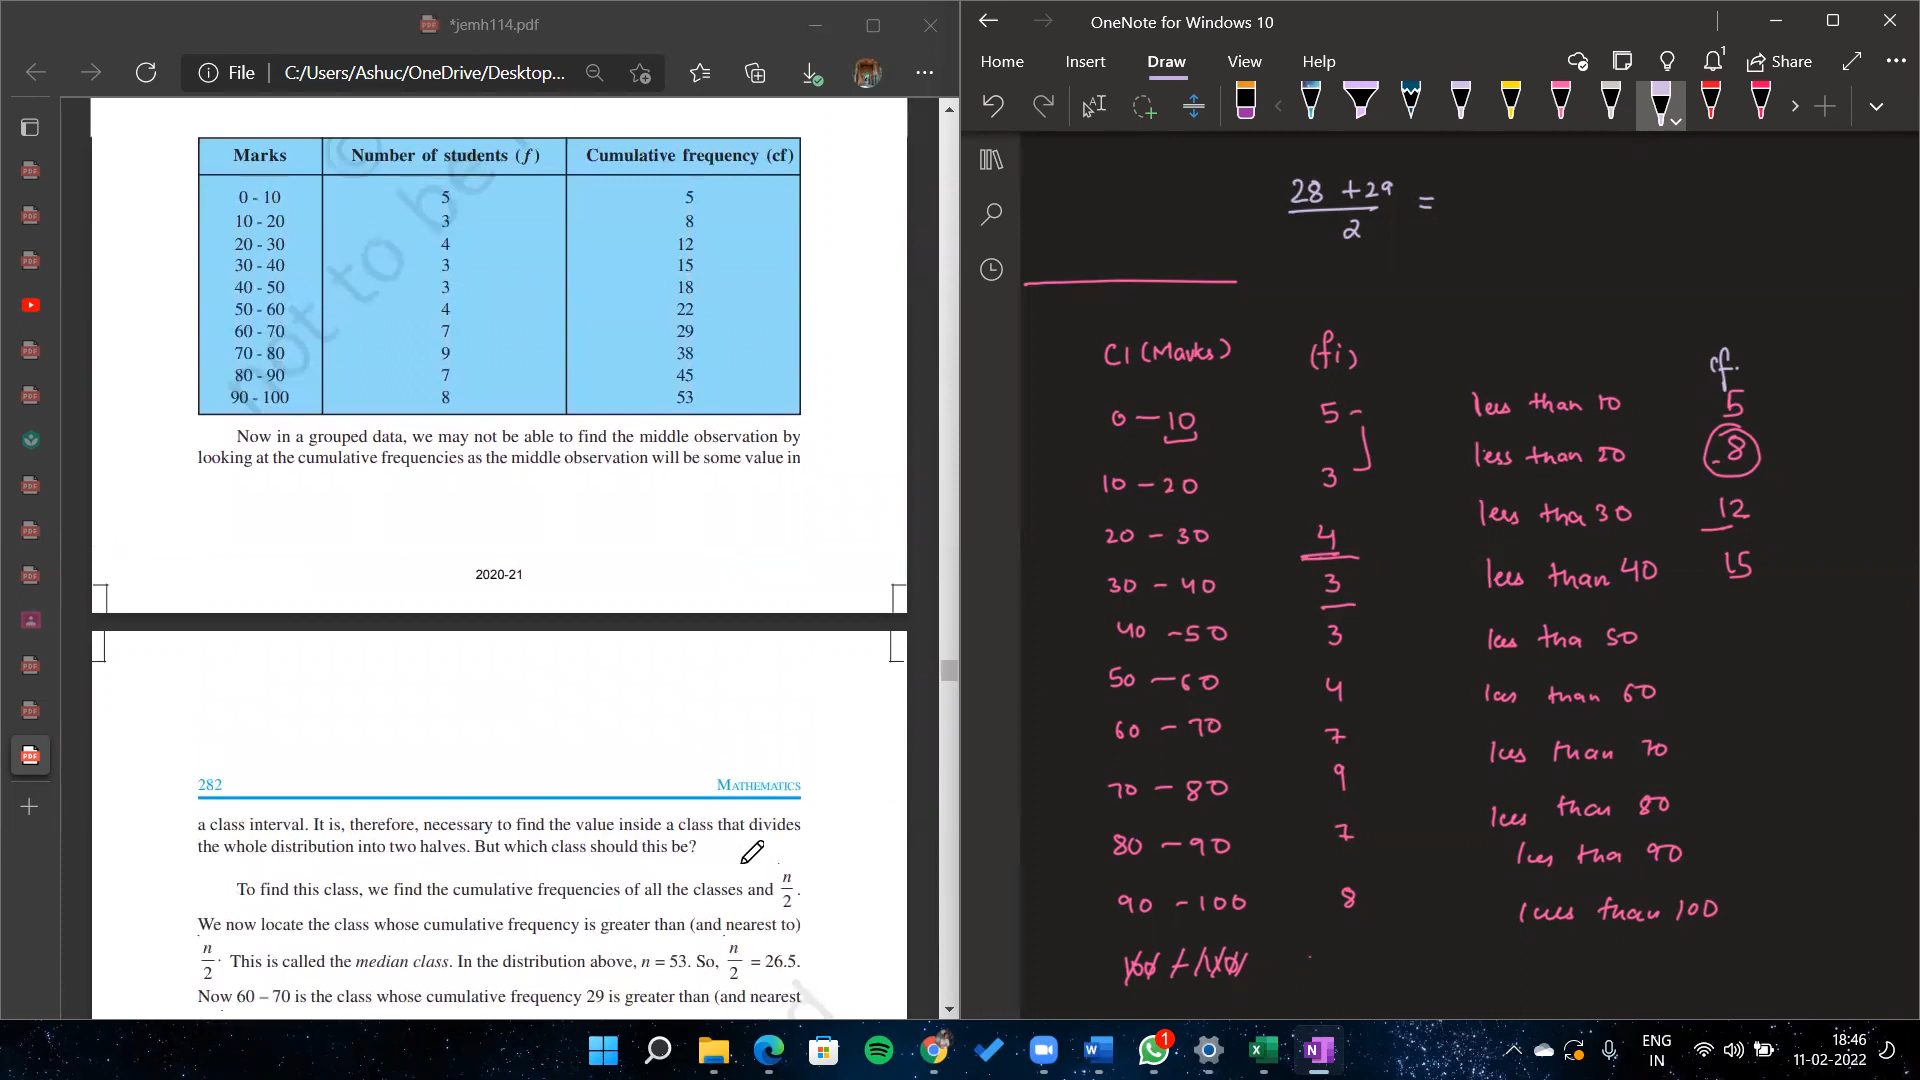 *jemh114.pdf
File | C:/Users/Ashuc/OneDrive/Desktop...
Marks Number of students (f) Cumulative frequency (cf)
0 - 10 5 5
10 - 20 3 8
20 - 30 4 12
30 - 40 3 15
40 - 50 3 18
50 - 60 4 22
60 - 70 7 29
70 - 80 9 38
80 - 90 7 45
90 - 100 8 53
not to be
Now in a grouped data, we may not be able to find the middle observation by
looking at the cumulative frequencies as the middle observation will be some value in
2020-21
282 MATHEMATICS
a class interval. It is, therefore, necessary to find the value inside a class that divides
the whole distribution into two halves. But which class should this be?
To find this class, we find the cumulative frequencies of all the classes and n/2.
We now locate the class whose cumulative frequency is greater than (and nearest to)
n/2. This is called the median class. In the distribution above, n = 53. So, n/2 = 26.5.
Now 60 – 70 is the class whose cumulative frequency 29 is greater than (and nearest
OneNote for Windows 10
Home Insert Draw View Help Share
28 + 29
2
=
CI (Marks) (fi) cf.
0 — 10 5 less than 10 5
10 — 20 3 less than 20 8
20 - 30 4 less tha 30 12
30 - 40 3 less than 40 15
40 - 50 3 less tha 50
50 — 60 4 less than 60
60 - 70 7 less than 70
70 - 80 9 less than 80
80 - 90 7 less tha 90
90 - 100 8 less than 100
1
ENG
IN
18:46
11-02-2022